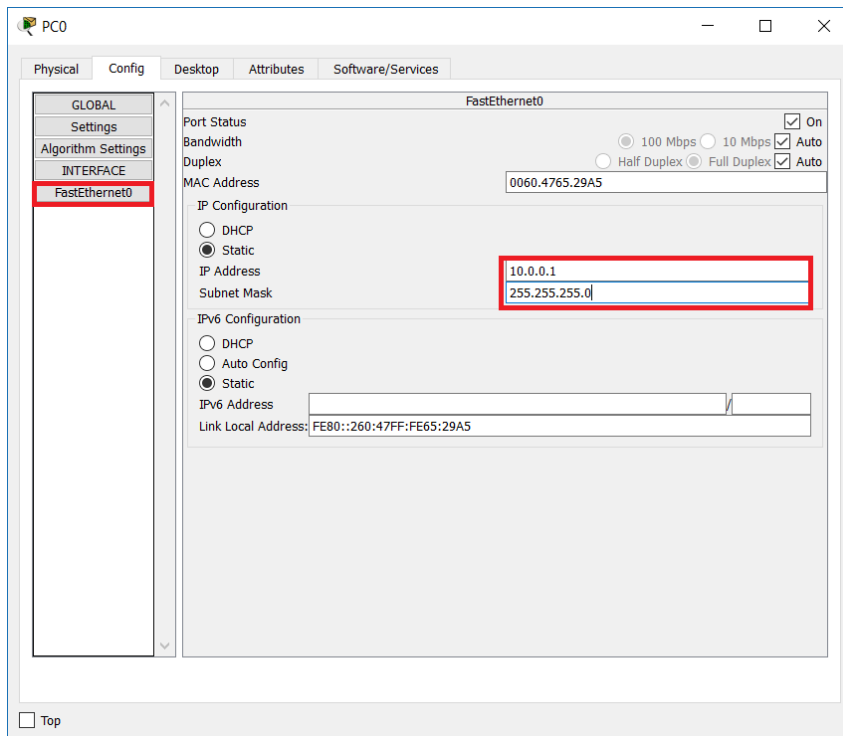 PC0
Physical Config Desktop Attributes Software/Services
GLOBAL
Settings
Algorithm Settings
INTERFACE
FastEthernet0
FastEthernet0
Port Status On
Bandwidth 100 Mbps 10 Mbps Auto
Duplex Half Duplex Full Duplex Auto
MAC Address 0060.4765.29A5
IP Configuration
DHCP
Static
IP Address 10.0.0.1
Subnet Mask 255.255.255.0
IPv6 Configuration
DHCP
Auto Config
Static
IPv6 Address /
Link Local Address: FE80::260:47FF:FE65:29A5
Top